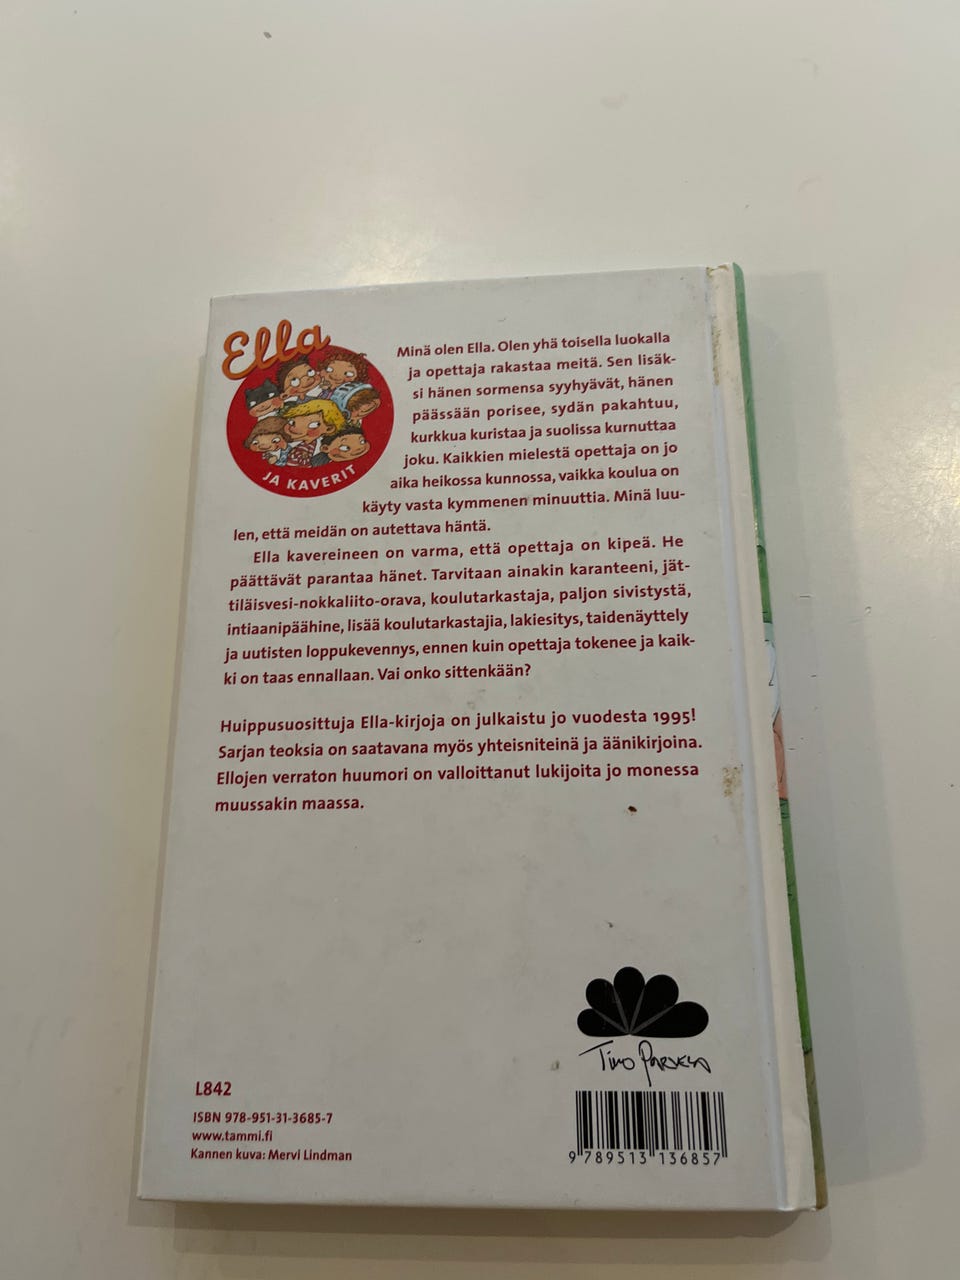 Ella
JA KAVERIT
Minä olen Ella. Olen yhä toisella luokalla
ja opettaja rakastaa meitä. Sen lisäk-
si hänen sormensa syyhyävät, hänen
päässään porisee, sydän pakahtuu,
kurkkua kuristaa ja suolissa kurnuttaa
joku. Kaikkien mielestä opettaja on jo
aika heikossa kunnossa, vaikka koulua on
käyty vasta kymmenen minuuttia. Minä luu-
len, että meidän on autettava häntä.
Ella kavereineen on varma, että opettaja on kipeä. He
päättävät parantaa hänet. Tarvitaan ainakin karanteeni, jät-
tiläisvesi-nokkaliito-orava, koulutarkastaja, paljon sivistystä,
intiaanipäähine, lisää koulutarkastajia, lakiesitys, taidenäyttely
ja uutisten loppukevennys, ennen kuin opettaja tokenee ja kaik-
ki on taas ennallaan. Vai onko sittenkään?
Huippusuosittuja Ella-kirjoja on julkaistu jo vuodesta 1995!
Sarjan teoksia on saatavana myös yhteisniteinä ja äänikirjoina.
Ellojen verraton huumori on valloittanut lukijoita jo monessa
muussakin maassa.
Timo Parvela
L842
ISBN 978-951-31-3685-7
www.tammi.fi
Kannen kuva: Mervi Lindman
9 789513 136857